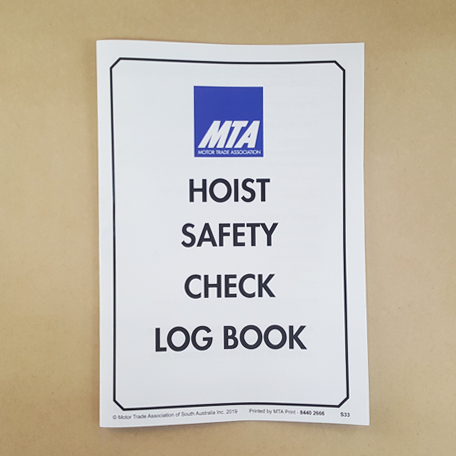 MTA
MOTOR TRADE ASSOCIATION
HOIST
SAFETY
CHECK
LOG BOOK
© Motor Trade Association of South Australia Inc. 2019 Printed by MTA Print - 8440 2666 S33